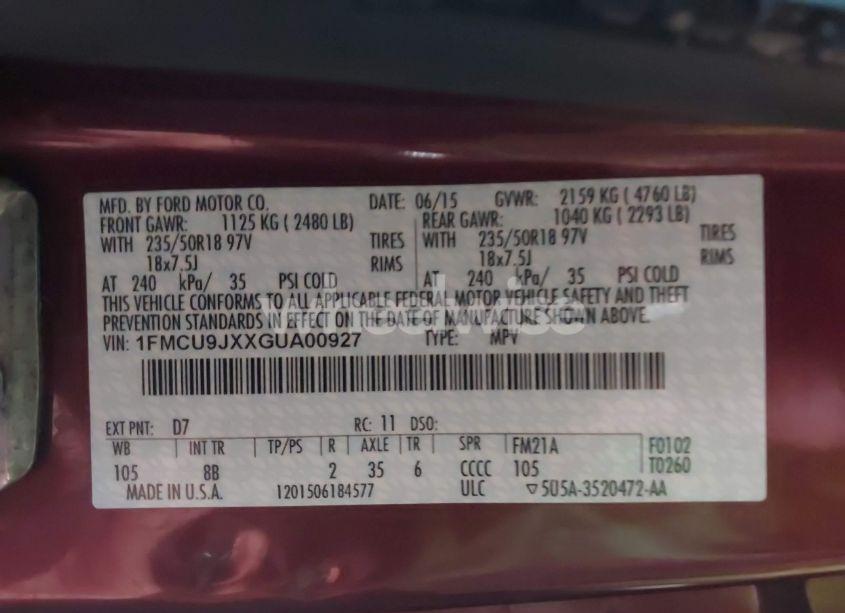 MFD. BY FORD MOTOR CO. DATE: 06/15 GVWR: 2159 KG ( 4760 LB)
FRONT GAWR: 1125 KG ( 2480 LB) REAR GAWR: 1040 KG ( 2293 LB)
WITH 235/50R18 97V TIRES WITH 235/50R18 97V TIRES
18x7.5J RIMS 18x7.5J RIMS
AT 240 kPa/ 35 PSI COLD AT 240 kPa/ 35 PSI COLD
THIS VEHICLE CONFORMS TO ALL APPLICABLE FEDERAL MOTOR VEHICLE SAFETY AND THEFT
PREVENTION STANDARDS IN EFFECT ON THE DATE OF MANUFACTURE SHOWN ABOVE.
VIN: 1FMCU9JXXGUA00927 TYPE: MPV
EXT PNT: D7 RC: 11 DSO:
WB INT TR TP/PS R AXLE TR SPR FM21A F0102
105 8B 2 35 6 CCCC 105 T0260
MADE IN U.S.A. 1201506184577 ULC ▽5U5A-3520472-AA